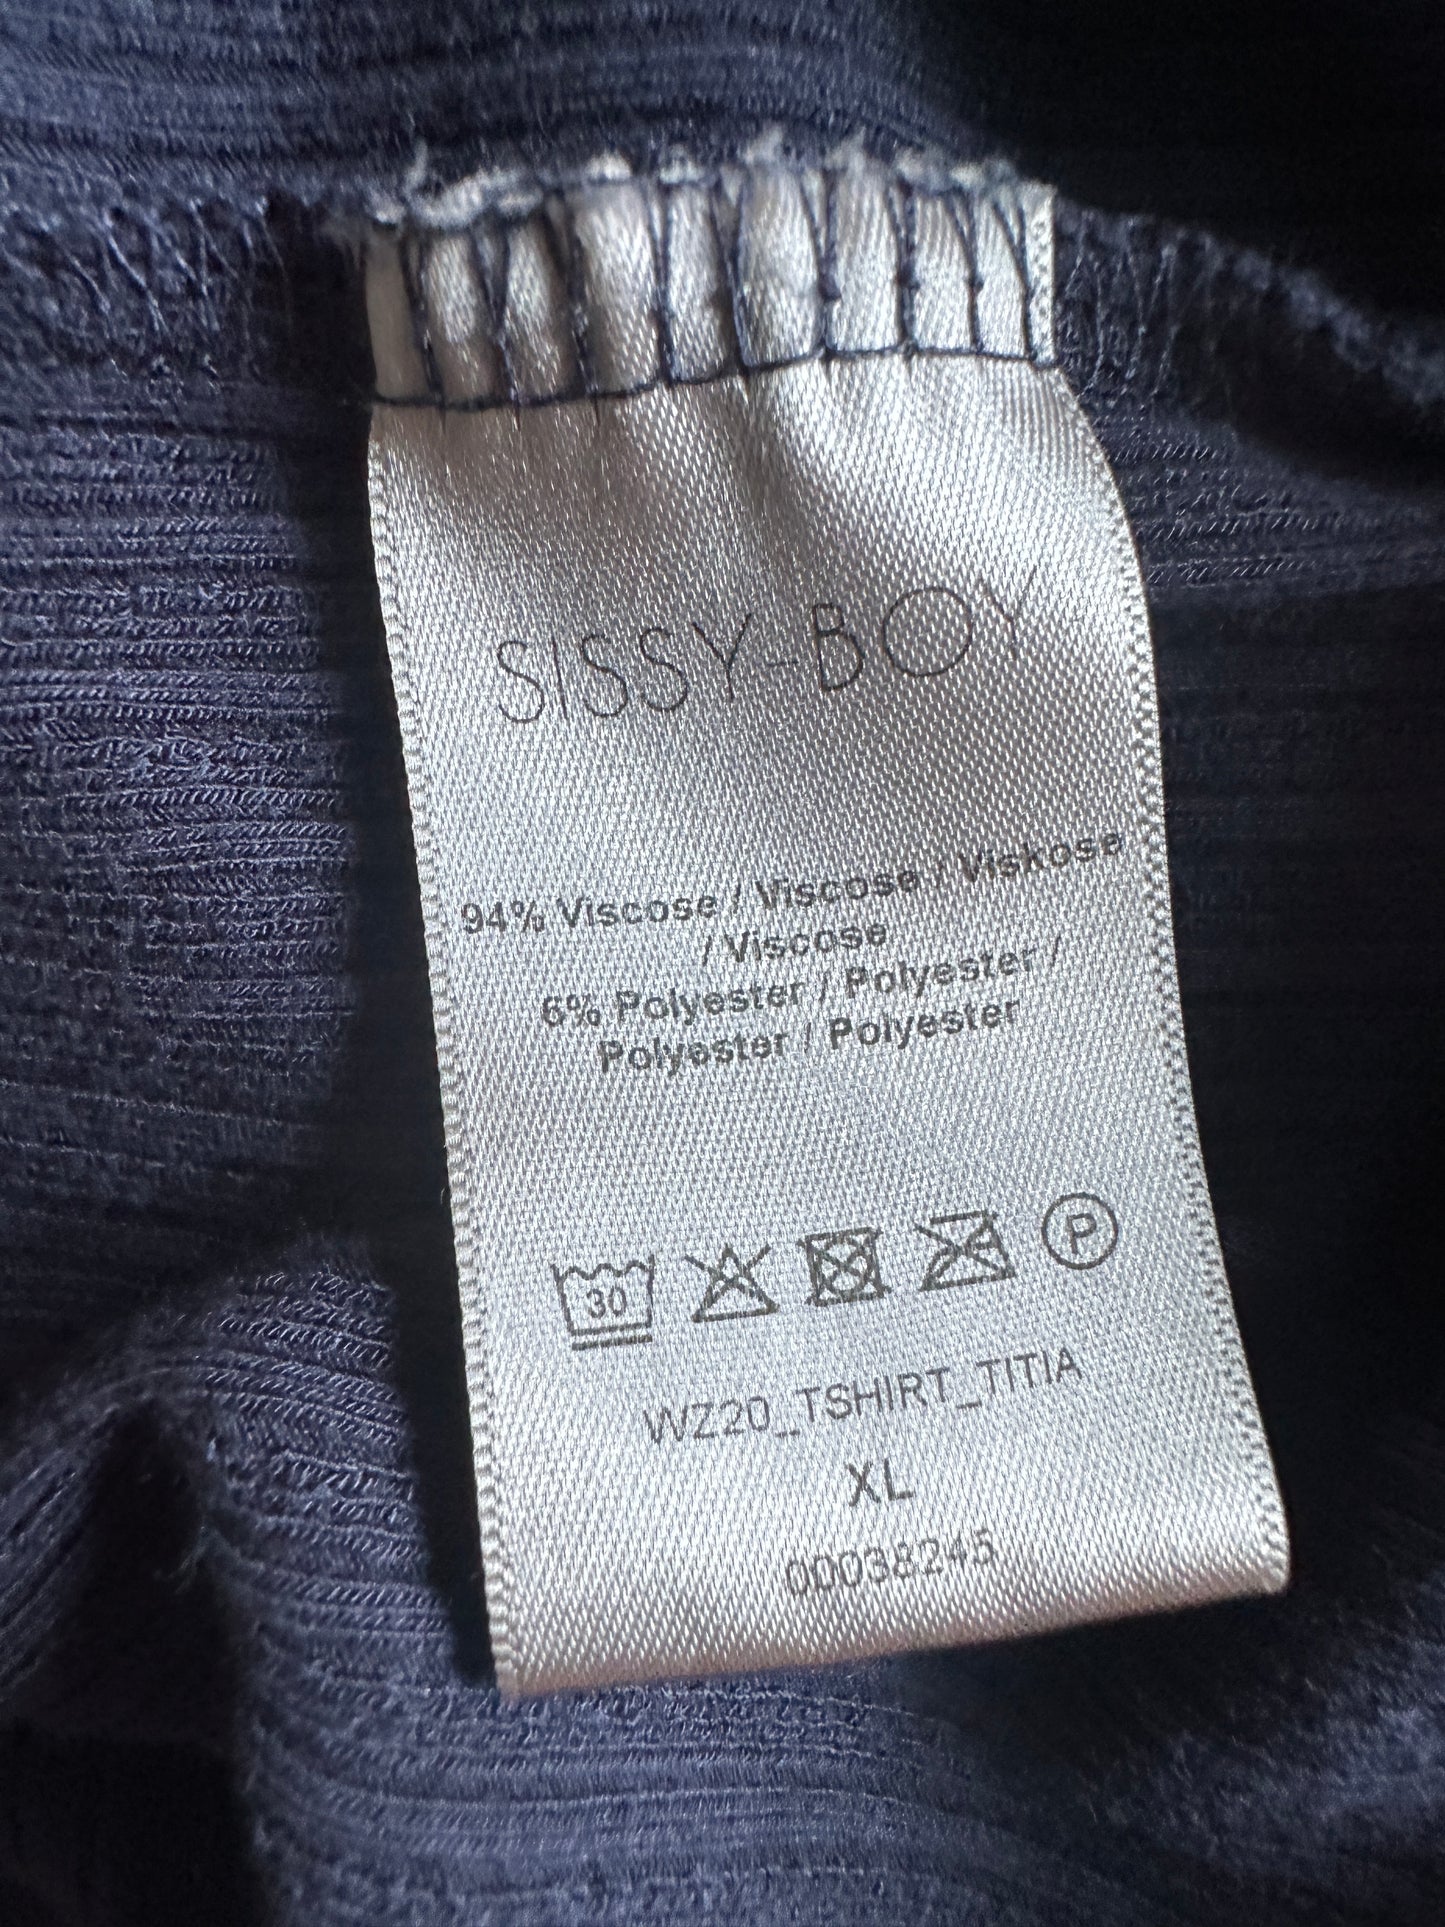 SISSY-BOY
94% Viscose / Viscose / Viskose
/ Viscose
6% Polyester / Polyester /
Polyester / Polyester
30 P
WZ20_TSHIRT_TITIA
XL
00038245